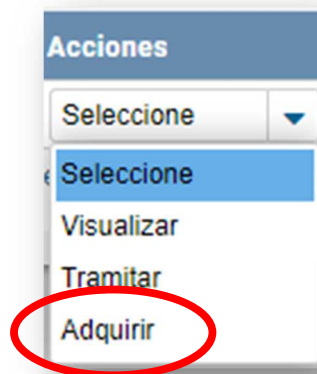 Acciones
Seleccione
Seleccione
Visualizar
Tramitar
Adquirir